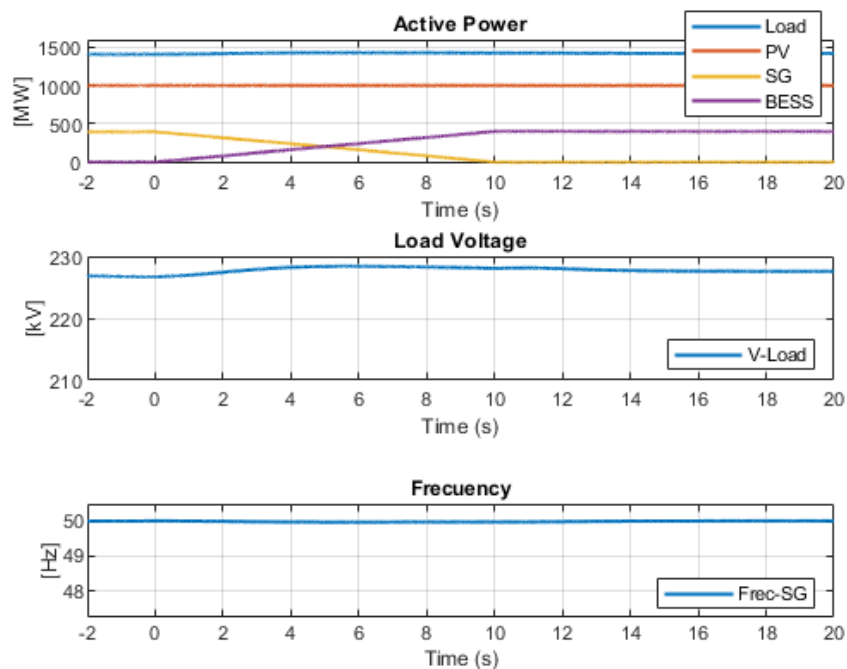 Active Power
1500
1000
500
0
[MW]
Load
PV
SG
BESS
-2 0 2 4 6 8 10 12 14 16 18 20
Time (s)
Load Voltage
230
220
210
[kV]
V-Load
-2 0 2 4 6 8 10 12 14 16 18 20
Time (s)
Frecuency
50
49
48
[Hz]
Frec-SG
-2 0 2 4 6 8 10 12 14 16 18 20
Time (s)